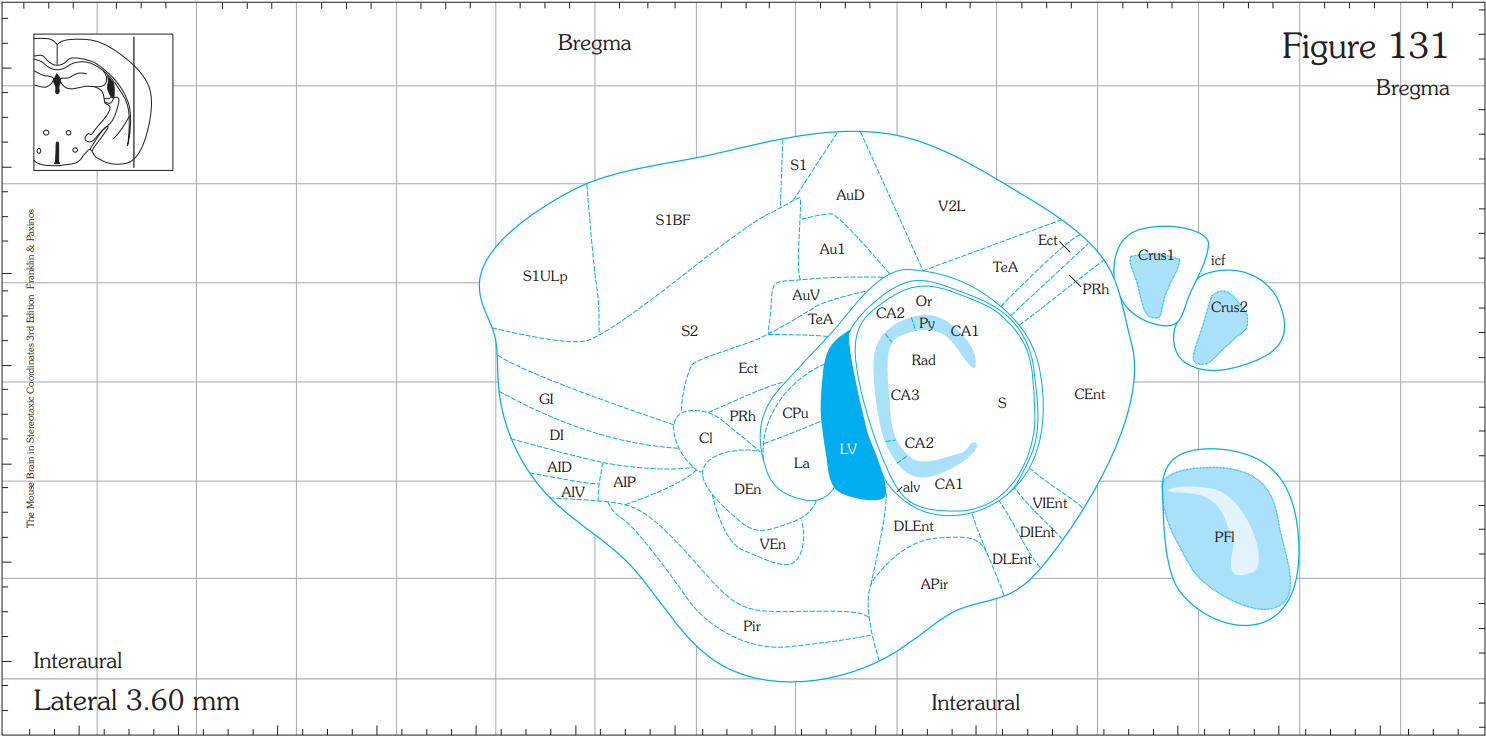 Bregma
Figure 131
Bregma
S1
AuD
V2L
S1BF
Ect
Au1
Crus1
icf
TeA
S1ULp
PRh
AuV
Or
Crus2
CA2
TeA
Py
CA1
S2
Rad
Ect
CA3
CEnt
GI
S
CPu
PRh
DI
Cl
CA2
LV
AID
La
AIP
CA1
alv
DEn
AIV
VIEnt
DLEnt
DIEnt
PFl
VEn
DLEnt
APir
Pir
The Mouse Brain in Stereotaxic Coordinates 3rd Edition Franklin & Paxinos
Interaural
Lateral 3.60 mm
Interaural